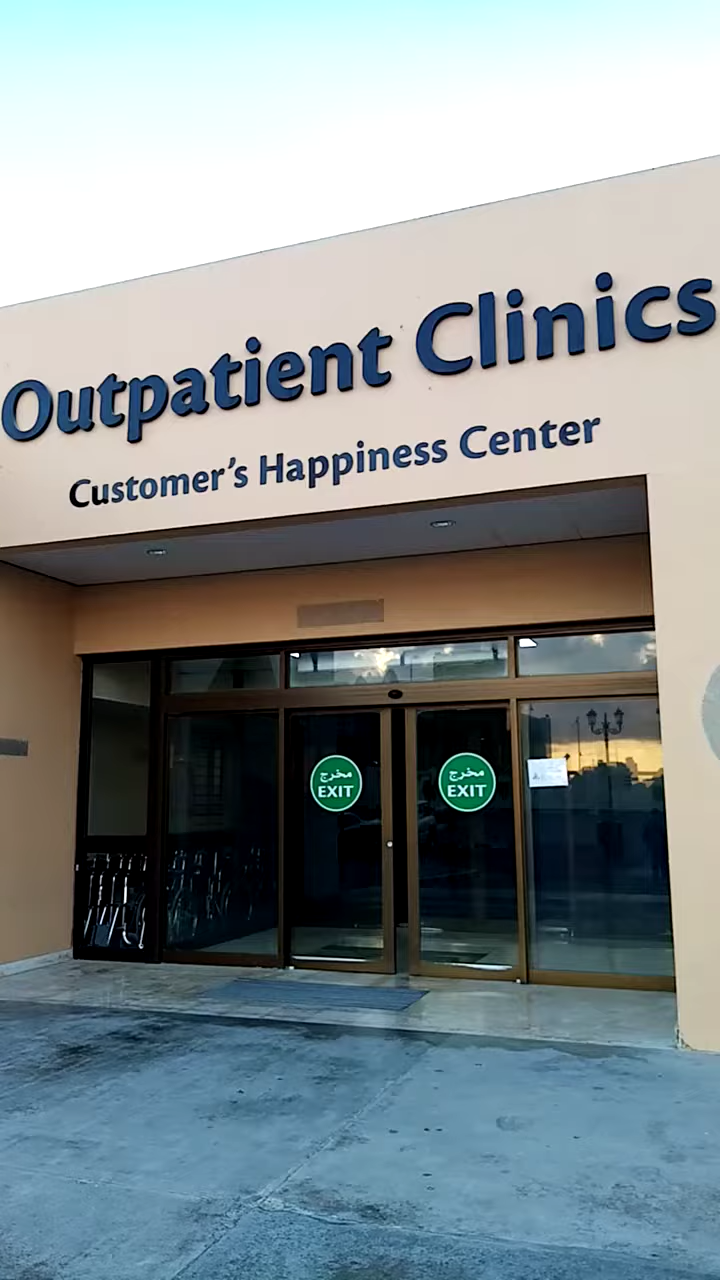 Outpatient Clinics
Customer's Happiness Center
مخرج
EXIT
مخرج
EXIT